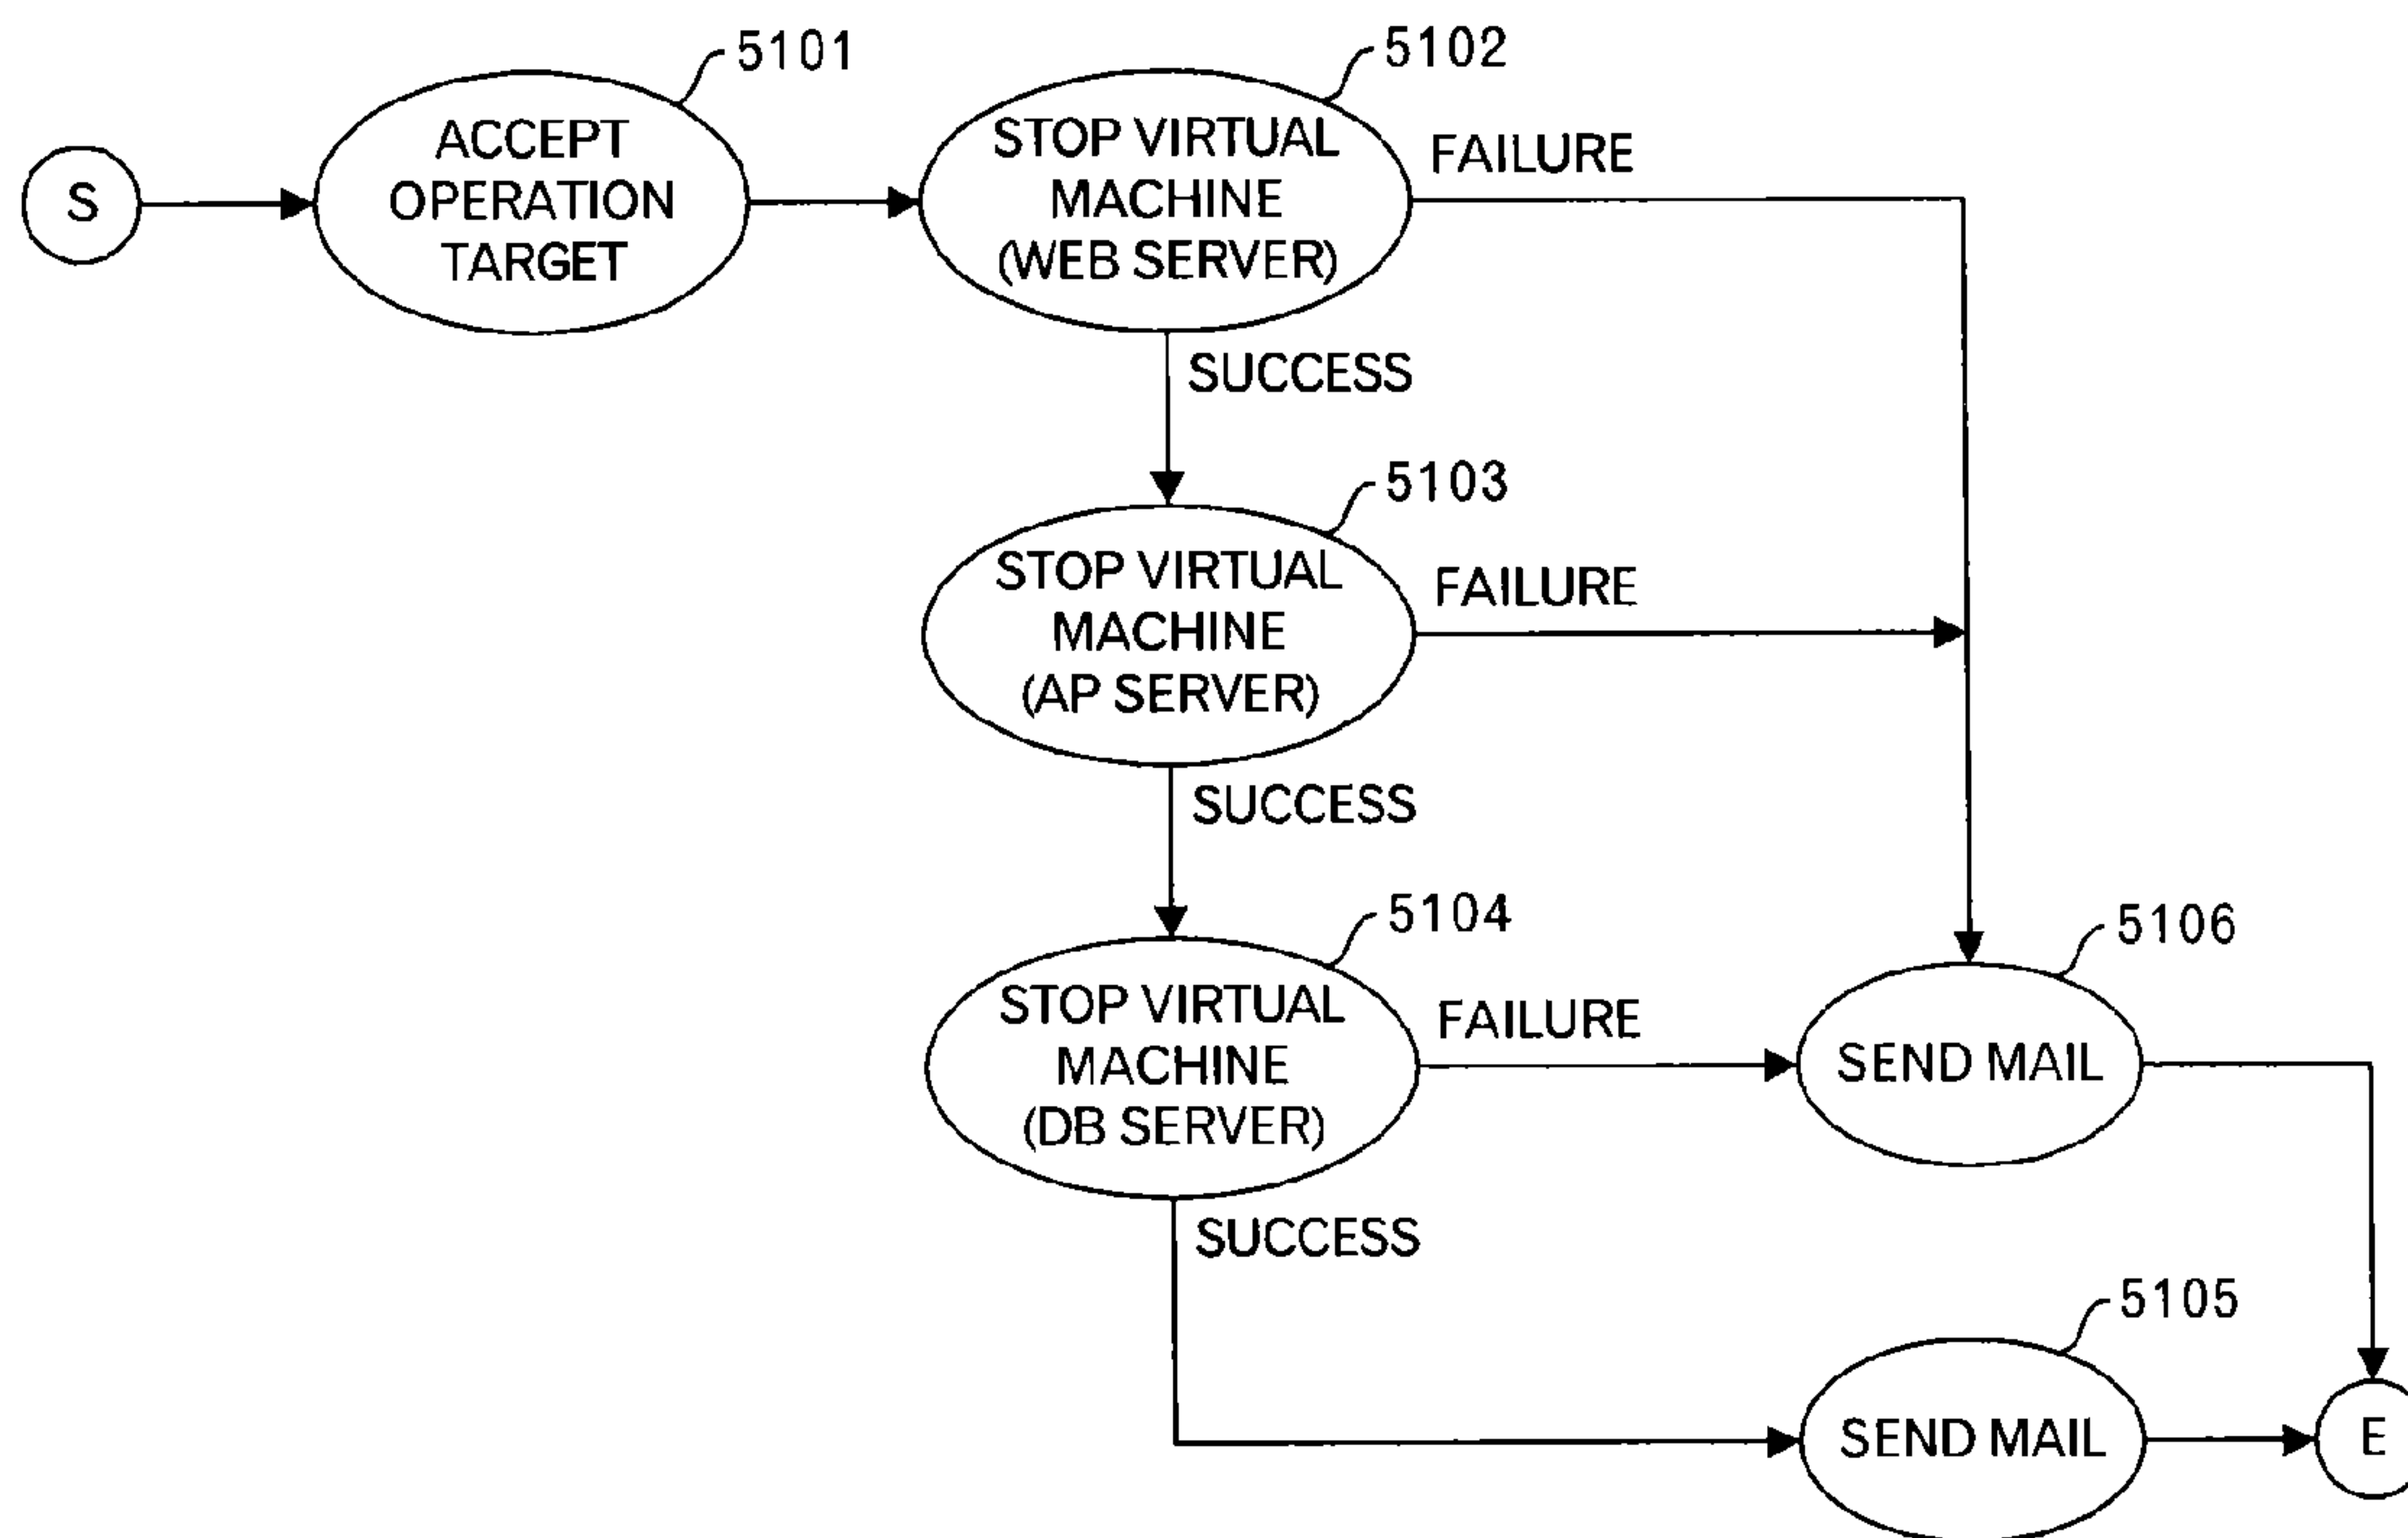 5101
5102
S
ACCEPT
OPERATION
TARGET
STOP VIRTUAL
MACHINE
(WEB SERVER)
FAILURE
SUCCESS
5103
STOP VIRTUAL
MACHINE
(AP SERVER)
FAILURE
SUCCESS
5104
STOP VIRTUAL
MACHINE
(DB SERVER)
FAILURE
5106
SEND MAIL
SUCCESS
5105
SEND MAIL
E